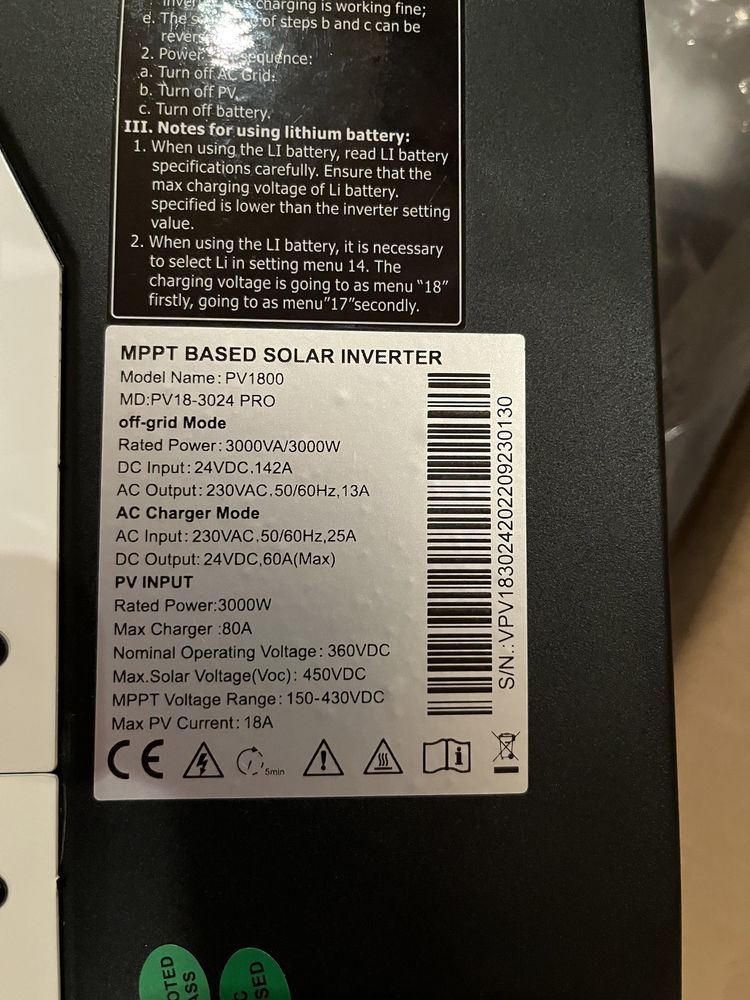 charging is working fine;
e. The of steps b and c can be
2. Power sequence:
a. Turn off AC Grid;
b. Turn off PV,
c. Turn off battery.
III. Notes for using lithium battery:
1. When using the LI battery, read LI battery
specifications carefully. Ensure that the
max charging voltage of Li battery.
specified is lower than the inverter setting
value.
2. When using the LI battery, it is necessary
to select Li in setting menu 14. The
charging voltage is going to as menu "18"
firstly, going to as menu"17"secondly.
MPPT BASED SOLAR INVERTER
Model Name: PV1800
MD:PV18-3024 PRO
off-grid Mode
Rated Power: 3000VA/3000W
DC Input: 24VDC,142A
AC Output: 230VAC.50/60Hz,13A
AC Charger Mode
AC Input: 230VAC.50/60Hz,25A
DC Output: 24VDC,60A(Max)
PV INPUT
Rated Power:3000W
Max Charger :80A
Nominal Operating Voltage: 360VDC
Max.Solar Voltage(Voc): 450VDC
MPPT Voltage Range: 150-430VDC
Max PV Current: 18A
CE
5min
S/N.:VPV18302420220923​0130